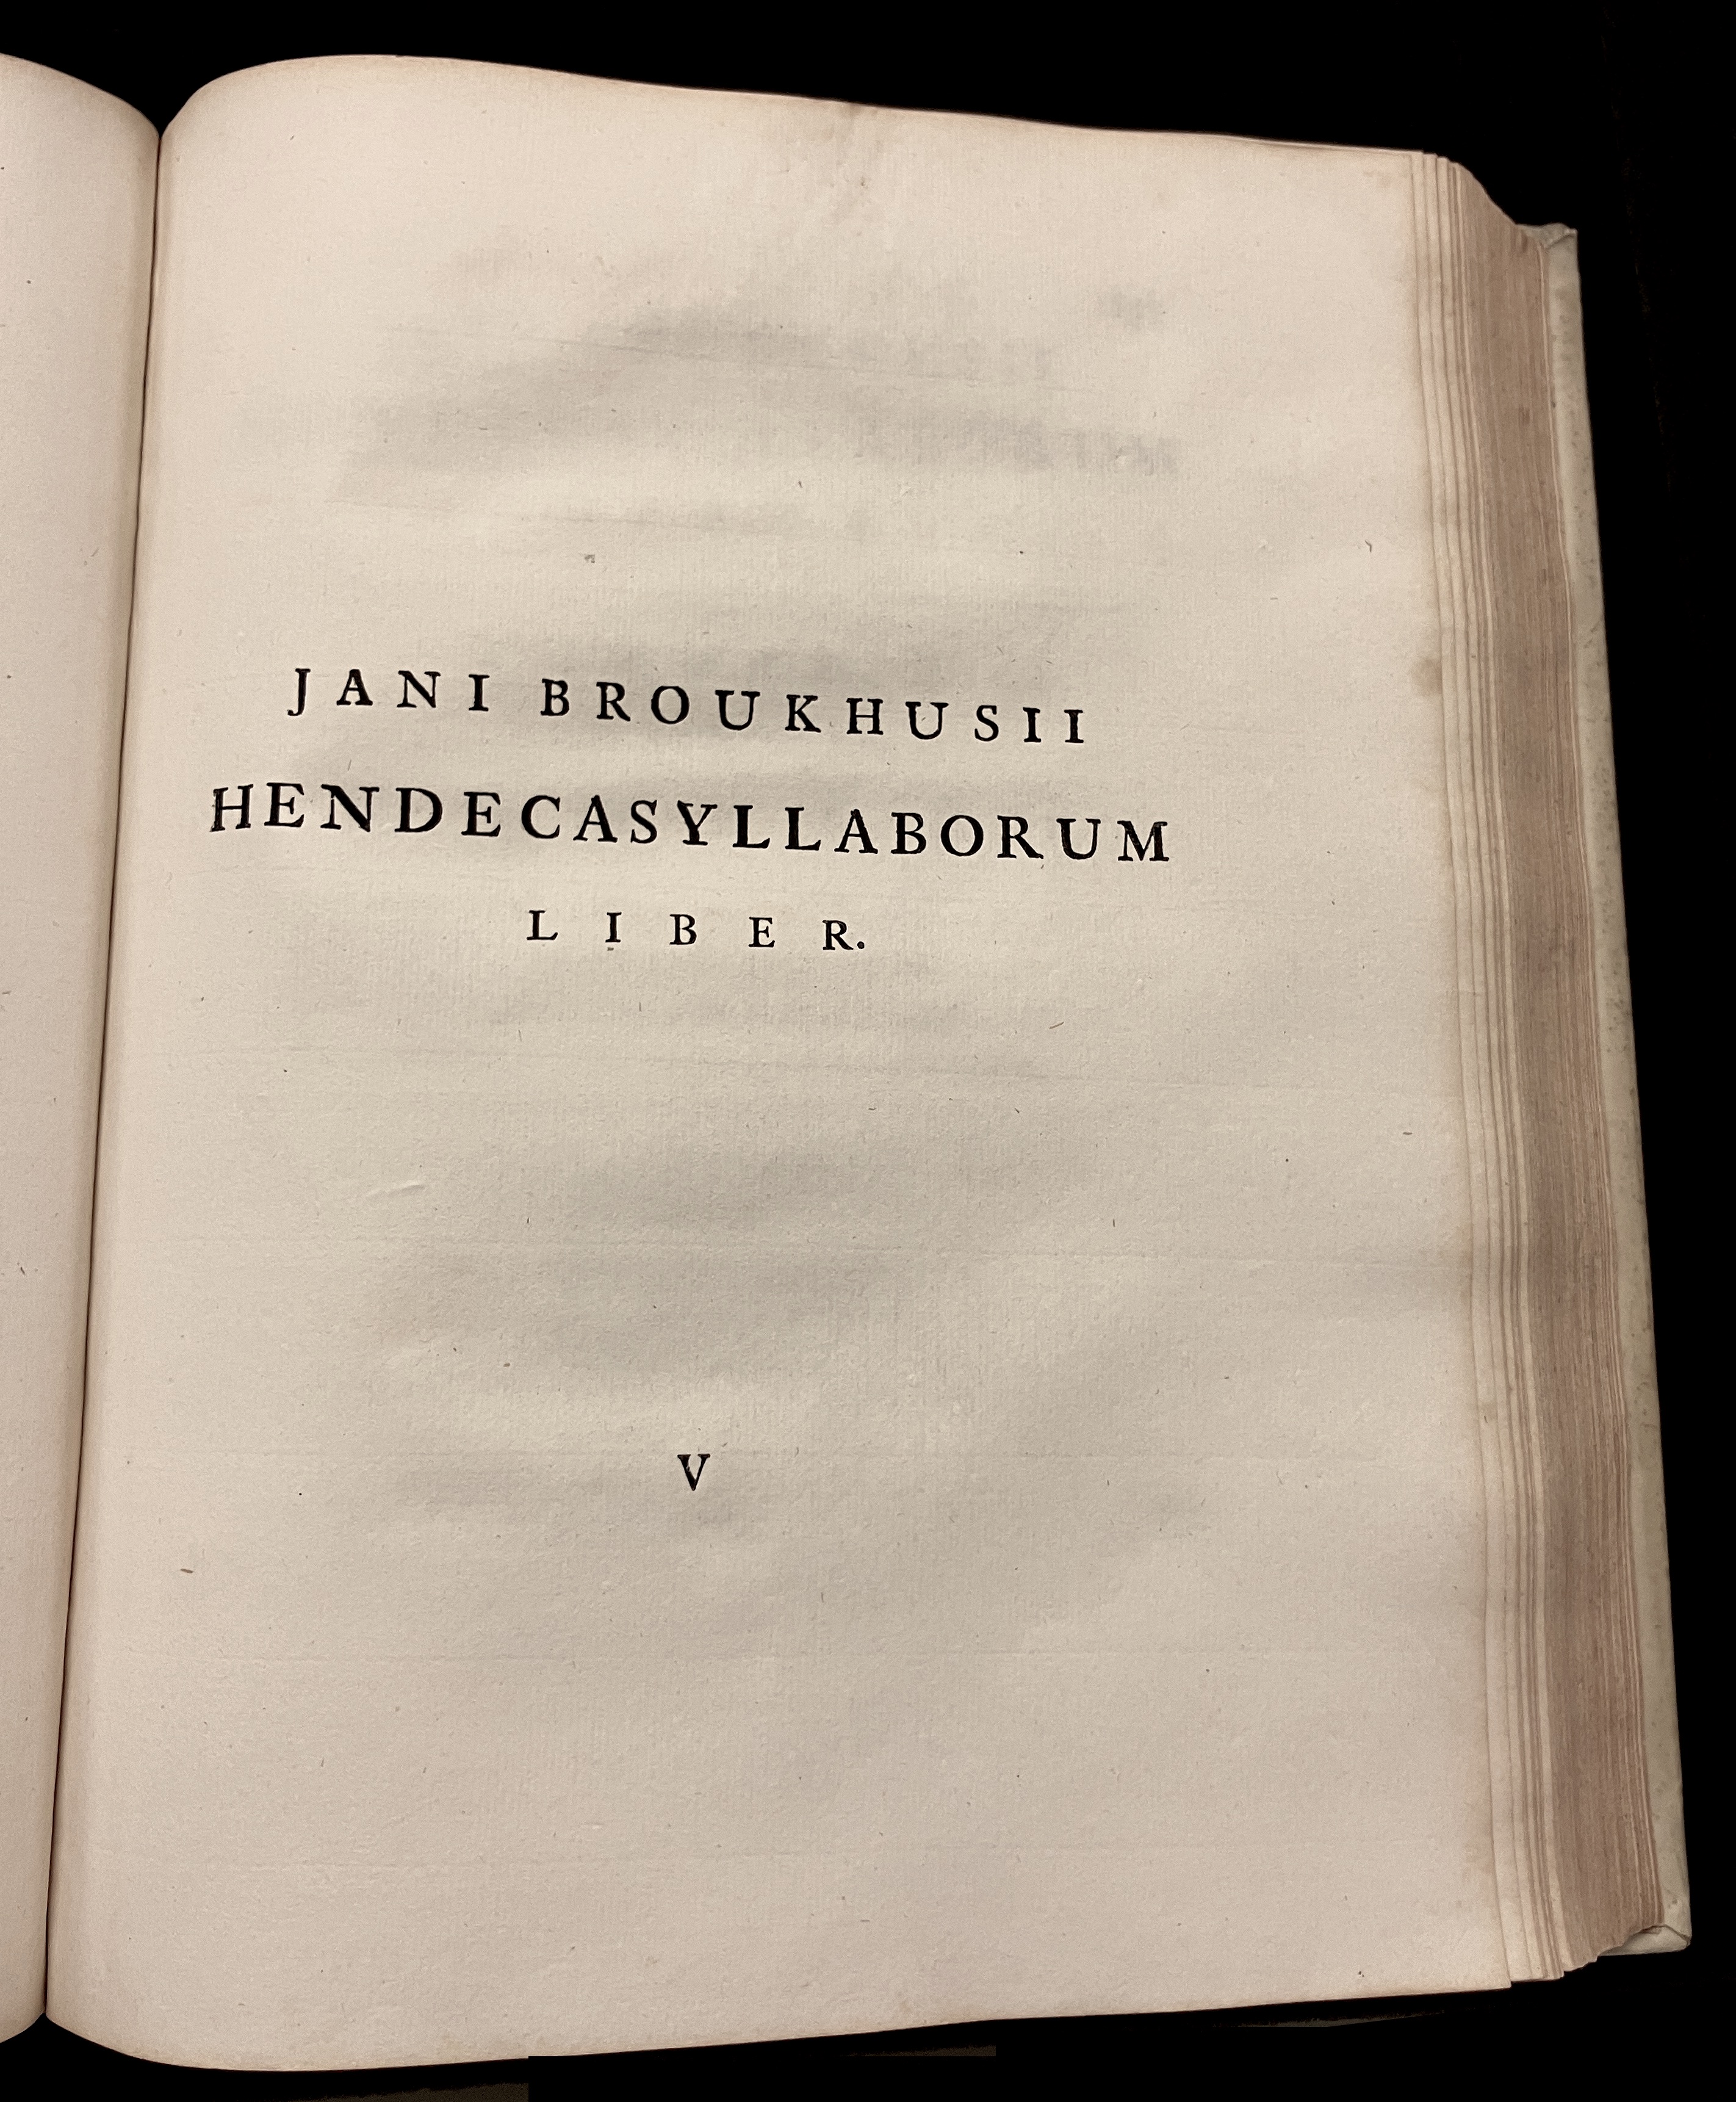 JANI BROUKHUSII
HENDECASYLLABORUM
LIBER.
V